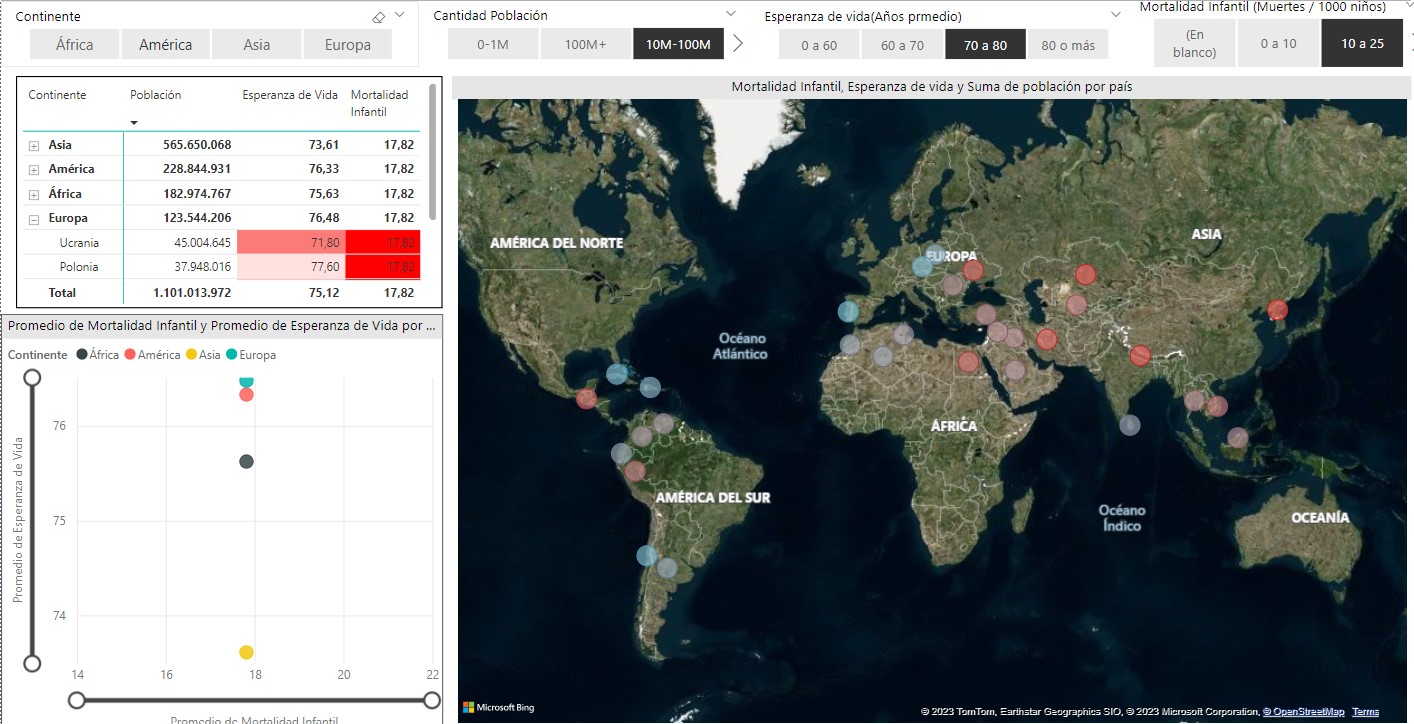 Continente
África
América
Asia
Europa
Cantidad Población
0-1M
100M+
10M-100M
Esperanza de vida(Años prmedio)
0 a 60
60 a 70
70 a 80
80 o más
Mortalidad Infantil (Muertes / 1000 niños)
(En
blanco)
0 a 10
10 a 25
Continente Población Esperanza de Vida Mortalidad
Infantil
Asia 565.650.068 73,61 17,82
América 228.844.931 76,33 17,82
África 182.974.767 75,63 17,82
Europa 123.544.206 76,48 17,82
Ucrania 45.004.645 71,80 17,82
Polonia 37.948.016 77,60 17,82
Total 1.101.013.972 75,12 17,82
Promedio de Mortalidad Infantil y Promedio de Esperanza de Vida por ...
Continente África América Asia Europa
76
75
74
Promedio de Esperanza de Vida
14 16 18 20 22
Promedio de Mortalidad Infantil
Mortalidad Infantil, Esperanza de vida y Suma de población por país
AMÉRICA DEL NORTE
EUROPA
ASIA
Océano
Atlántico
ÁFRICA
AMÉRICA DEL SUR
Océano
Índico
OCEANÍA
Microsoft Bing
© 2023 TomTom, Earthstar Geographics SIO, © 2023 Microsoft Corporation, © OpenStreetMap Terms